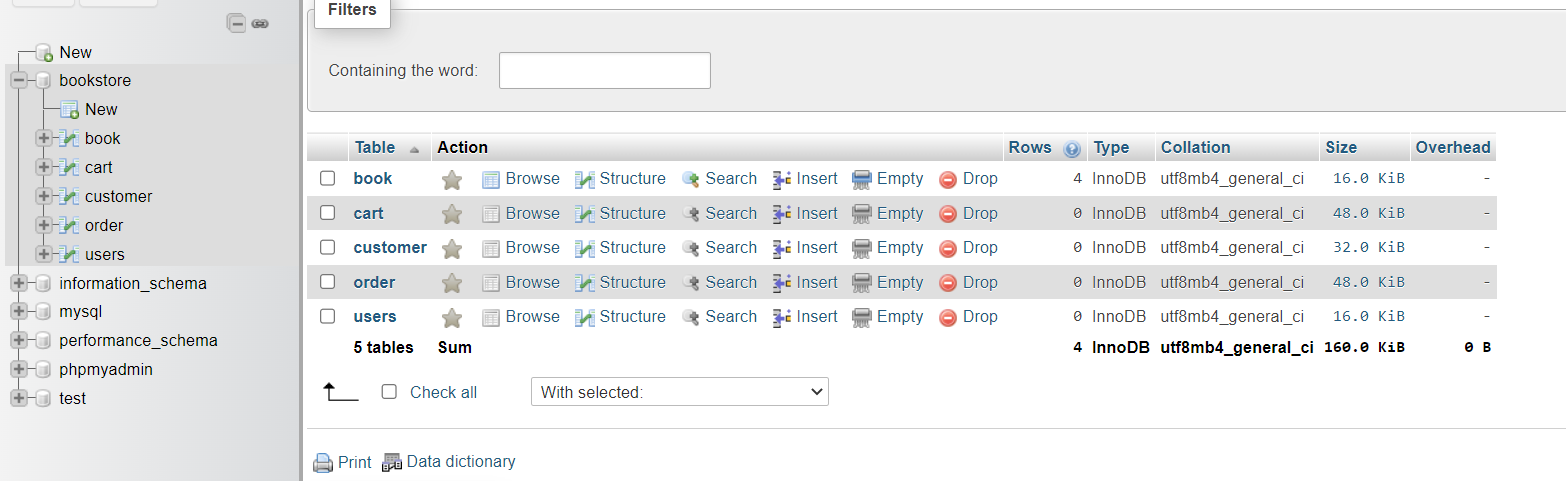 New
bookstore
New
book
cart
customer
order
users
information_schema
mysql
performance_schema
phpmyadmin
test
Filters
Containing the word:
Table Action Rows Type Collation Size Overhead
book Browse Structure Search Insert Empty Drop 4 InnoDB utf8mb4_general_ci 16.0 KiB -
cart Browse Structure Search Insert Empty Drop 0 InnoDB utf8mb4_general_ci 48.0 KiB -
customer Browse Structure Search Insert Empty Drop 0 InnoDB utf8mb4_general_ci 32.0 KiB -
order Browse Structure Search Insert Empty Drop 0 InnoDB utf8mb4_general_ci 48.0 KiB -
users Browse Structure Search Insert Empty Drop 0 InnoDB utf8mb4_general_ci 16.0 KiB -
5 tables Sum 4 InnoDB utf8mb4_general_ci 160.0 KiB 0 B
Check all With selected:
Print Data dictionary